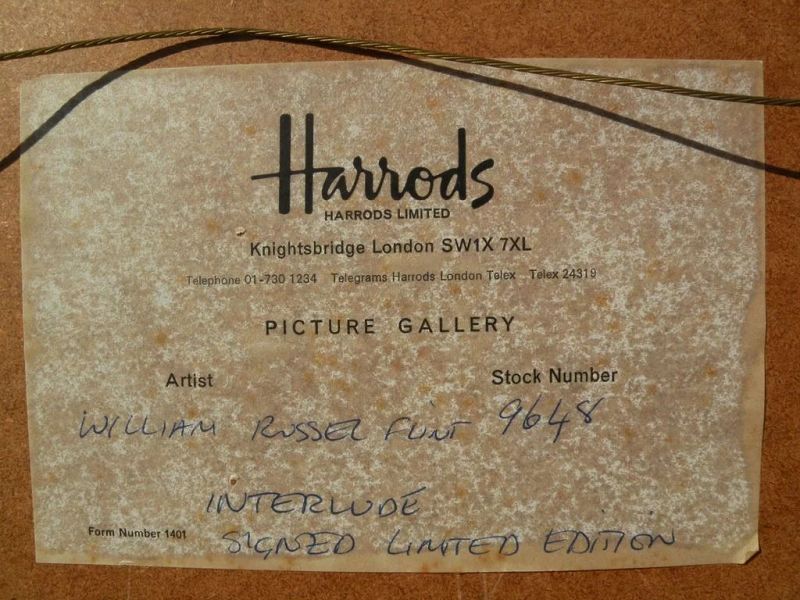 Harrods
HARRODS LIMITED
Knightsbridge London SW1X 7XL
Telephone 01-730 1234 Telegrams Harrods London Telex Telex 24319
PICTURE GALLERY
Artist Stock Number
WILLIAM RUSSEL FLINT 9648
INTERLUDE
Form Number 1401 SIGNED LIMITED EDITION